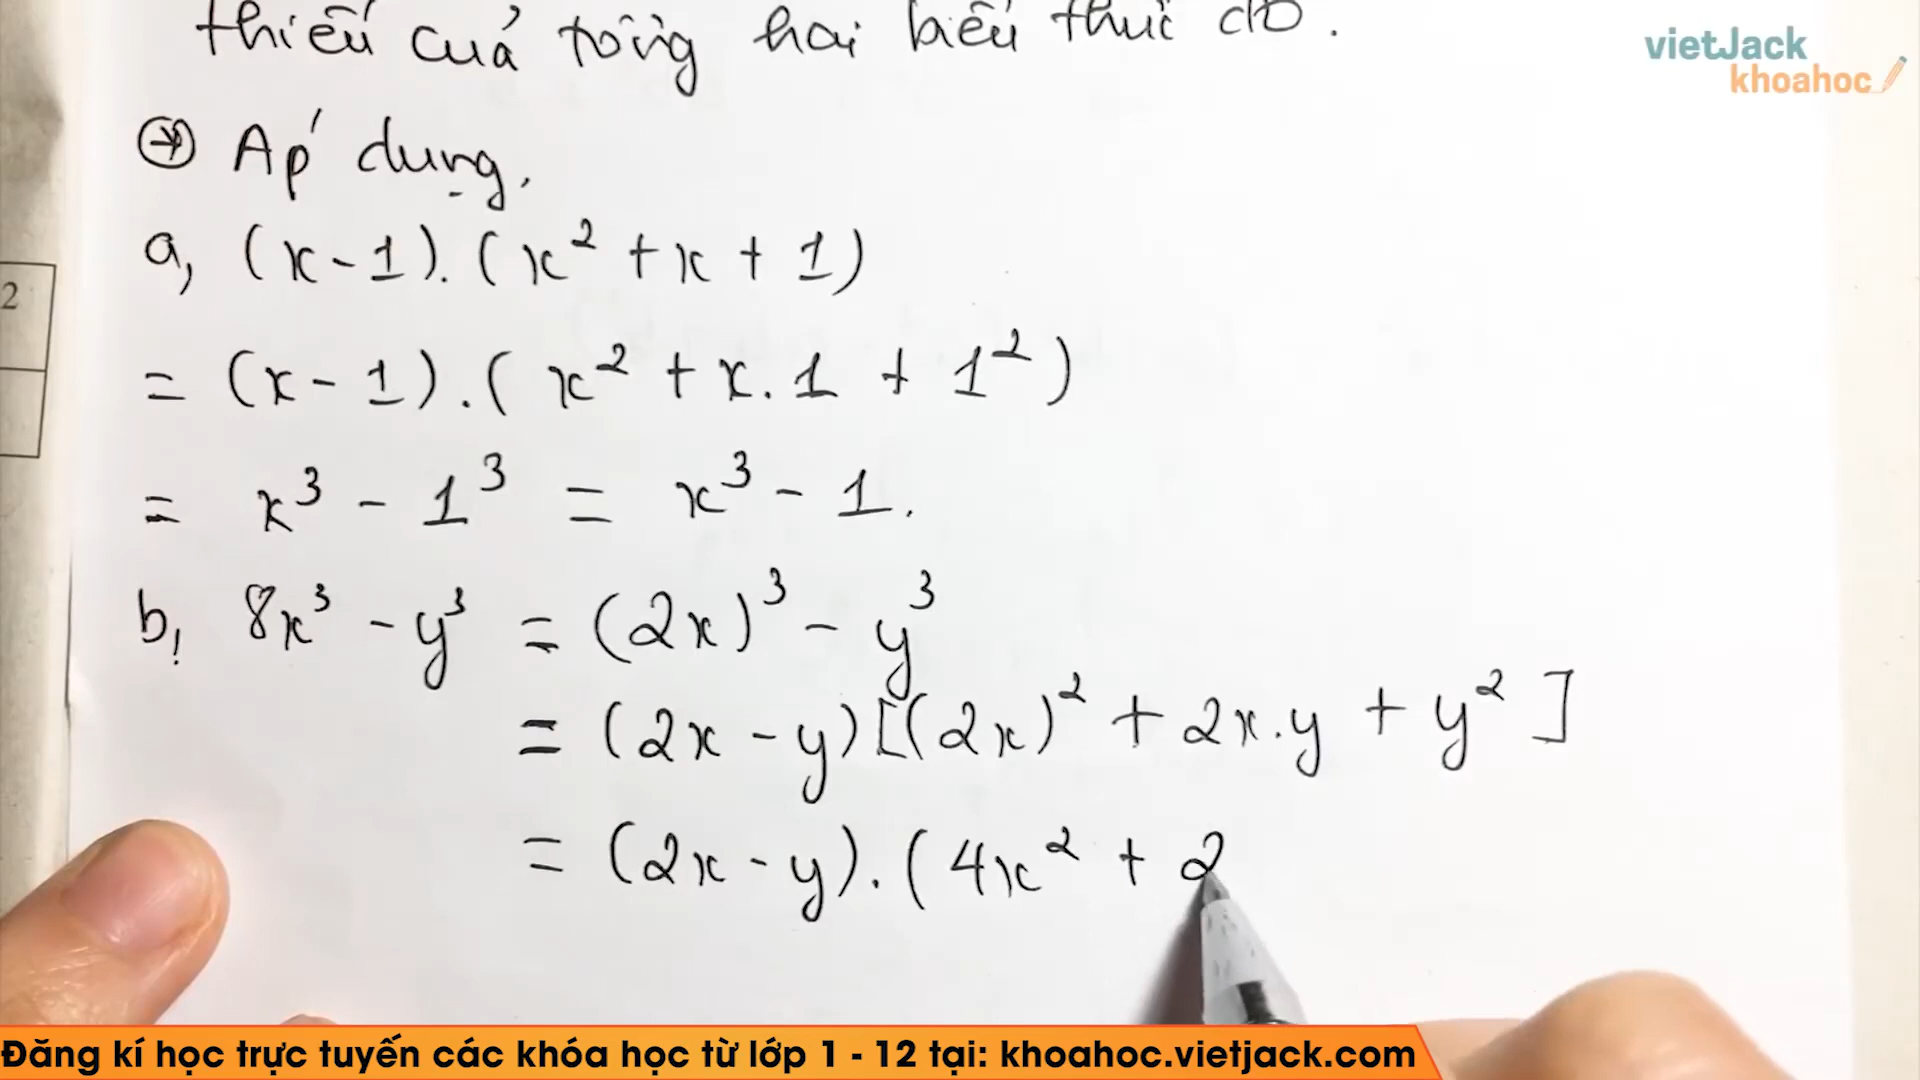 thiếu của tổng hai biểu thức đó.
vietJack
khoahoc
→ Áp dụng,
a, (x-1).(x² + x + 1)
2
= (x-1).(x² + x.1 + 1²)
= x³ - 1³ = x³ - 1.
b, 8x³ - y³ = (2x)³ - y³
= (2x - y)[(2x)² + 2x.y + y²]
= (2x - y).(4x² + 2
Đăng kí học trực tuyến các khóa học từ lớp 1 - 12 tại: khoahoc.vietjack.com